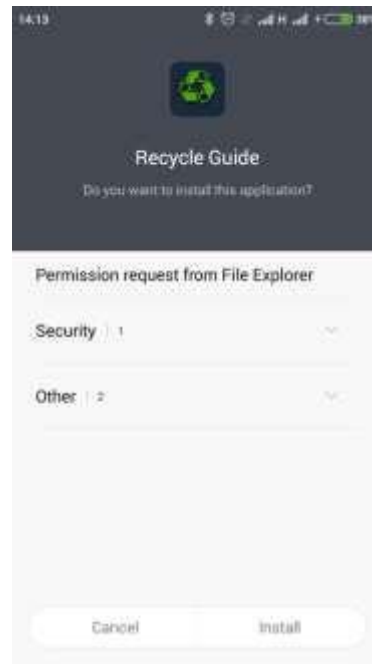 14:13
H
Recycle Guide
Do you want to install this application?
Permission request from File Explorer
Security 1
Other 2
Cancel Install